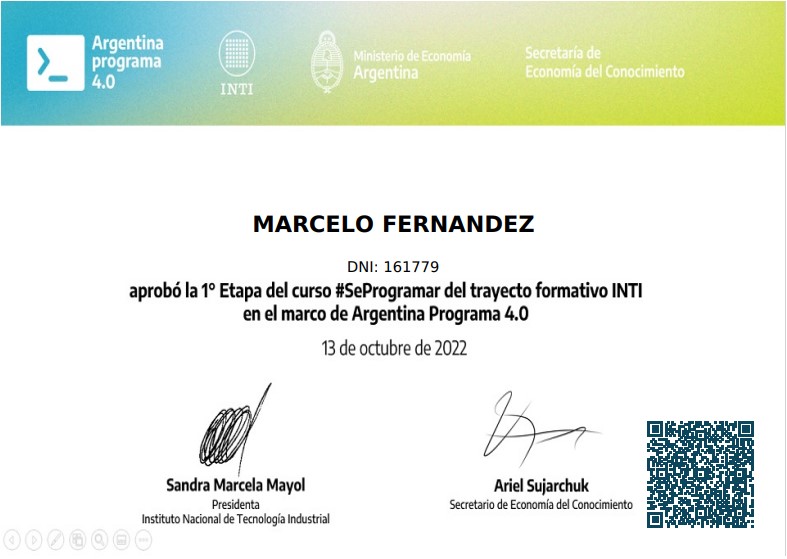 Argentina
programa
4.0
INTI
Ministerio de Economía
Argentina
Secretaría de
Economía del Conocimiento
MARCELO FERNANDEZ
DNI: 161779
aprobó la 1° Etapa del curso #SeProgramar del trayecto formativo INTI
en el marco de Argentina Programa 4.0
13 de octubre de 2022
Sandra Marcela Mayol
Presidenta
Instituto Nacional de Tecnología Industrial
Ariel Sujarchuk
Secretario de Economía del Conocimiento